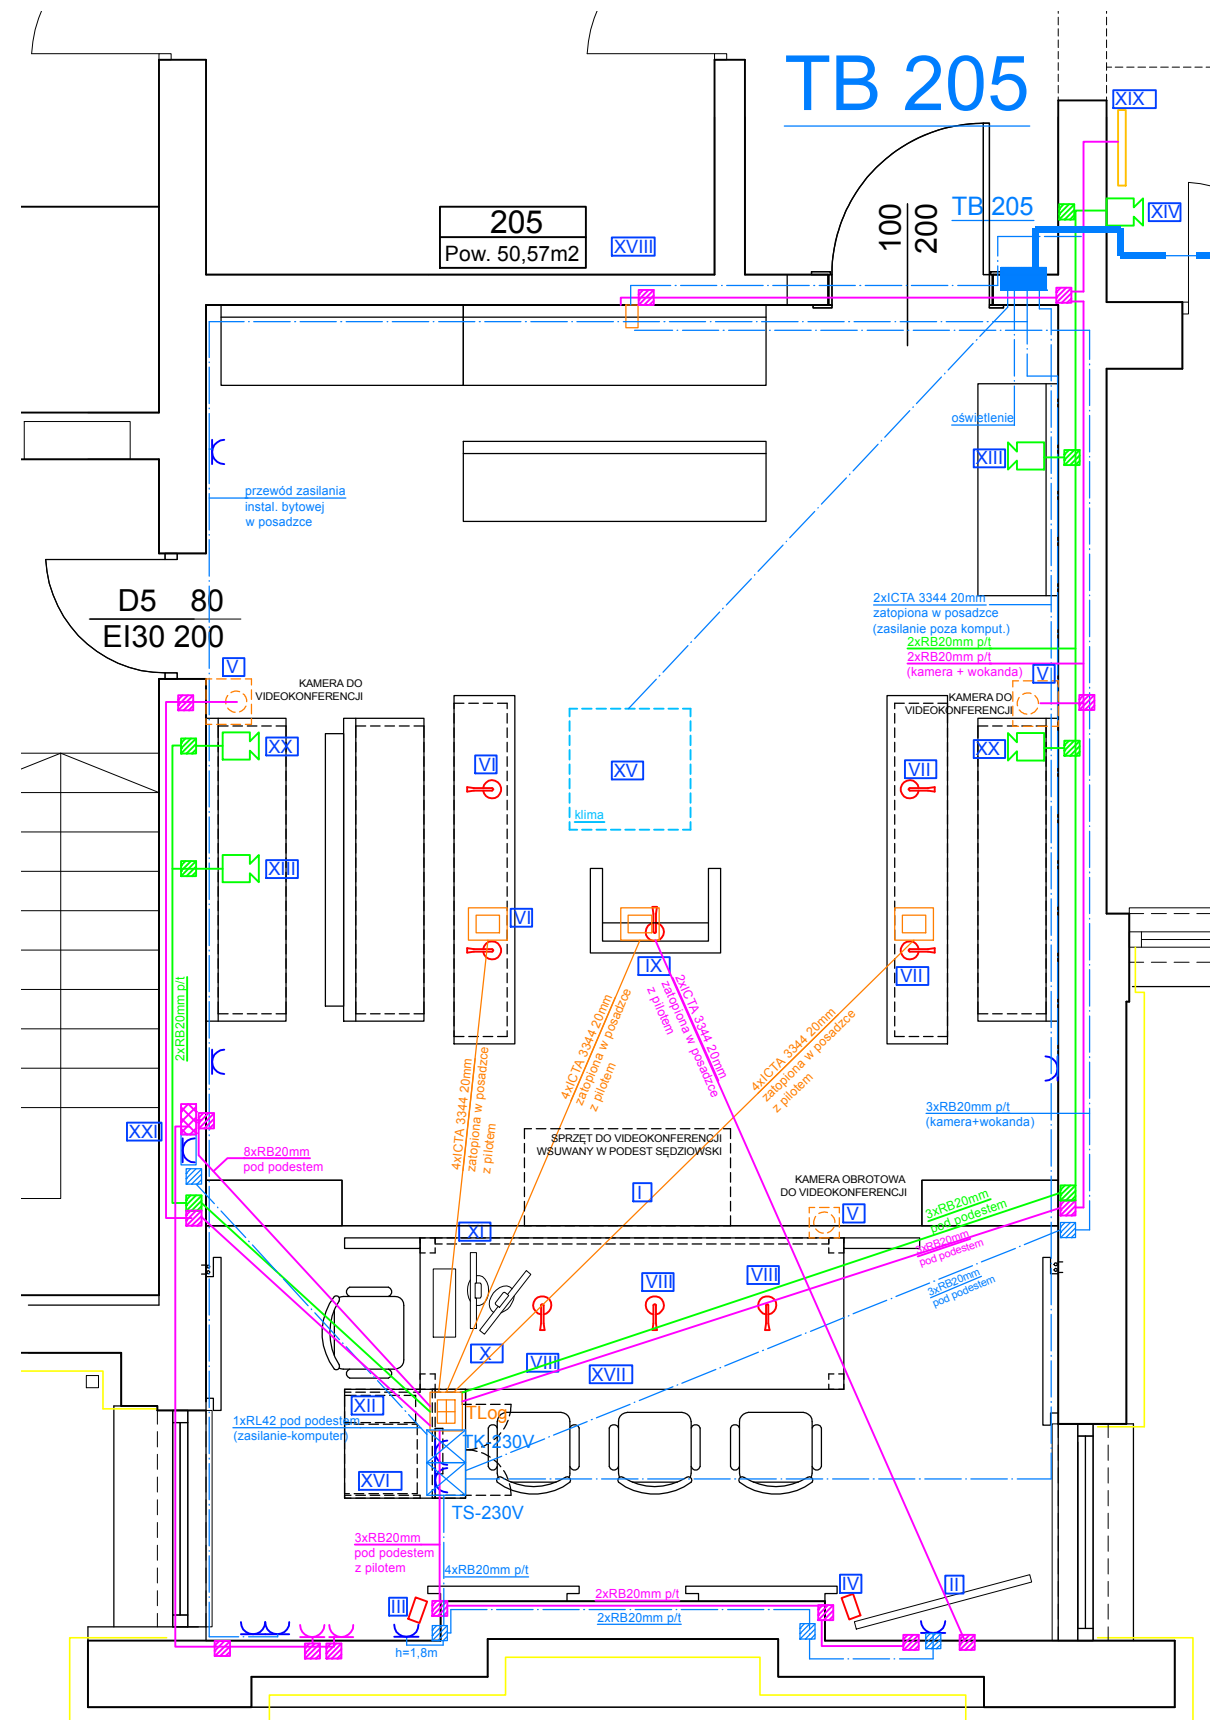 TB 205
XIX
205
Pow. 50,57m2
XVIII
100
200
TB 205
XIV
oświetlenie
XIII
przewód zasilania
instal. bytowej
w posadzce
D5 80
EI30 200
2xICTA 3344 20mm
zatopiona w posadzce
(zasilanie poza komput.)
2xRB20mm p/t
2xRB20mm p/t
(kamera + wokanda)
V
KAMERA DO
VIDEOKONFERENCJI
V
KAMERA DO
VIDEOKONFERENCJI
XX
XX
VI
XV
VII
klima
XIII
VI
IX
VII
2xRB20mm p/t
4xICTA 3344 20mm
zatopiona w posadzce
z pilotem
4xICTA 3344 20mm
zatopiona w posadzce
z pilotem
2xICTA 3344 20mm
zatopiona w posadzce
z pilotem
4xICTA 3344 20mm
zatopiona w posadzce
z pilotem
3xRB20mm p/t
(kamera+wokanda)
XXI
8xRB20mm
pod podestem
SPRZĘT DO VIDEOKONFERENCJI
WSUWANY W PODEST SĘDZIOWSKI
I
KAMERA OBROTOWA
DO VIDEOKONFERENCJI
V
3xRB20mm
pod podestem
3xRB20mm
pod podestem
3xRB20mm
pod podestem
XI
VIII
VIII
X
VIII
XVII
XII
TLog
1xRL42 pod podestem
(zasilanie-komputer)
TK-230V
XVI
TS-230V
3xRB20mm
pod podestem
z pilotem
4xRB20mm p/t
2xRB20mm p/t
2xRB20mm p/t
III
IV
II
h=1,8m